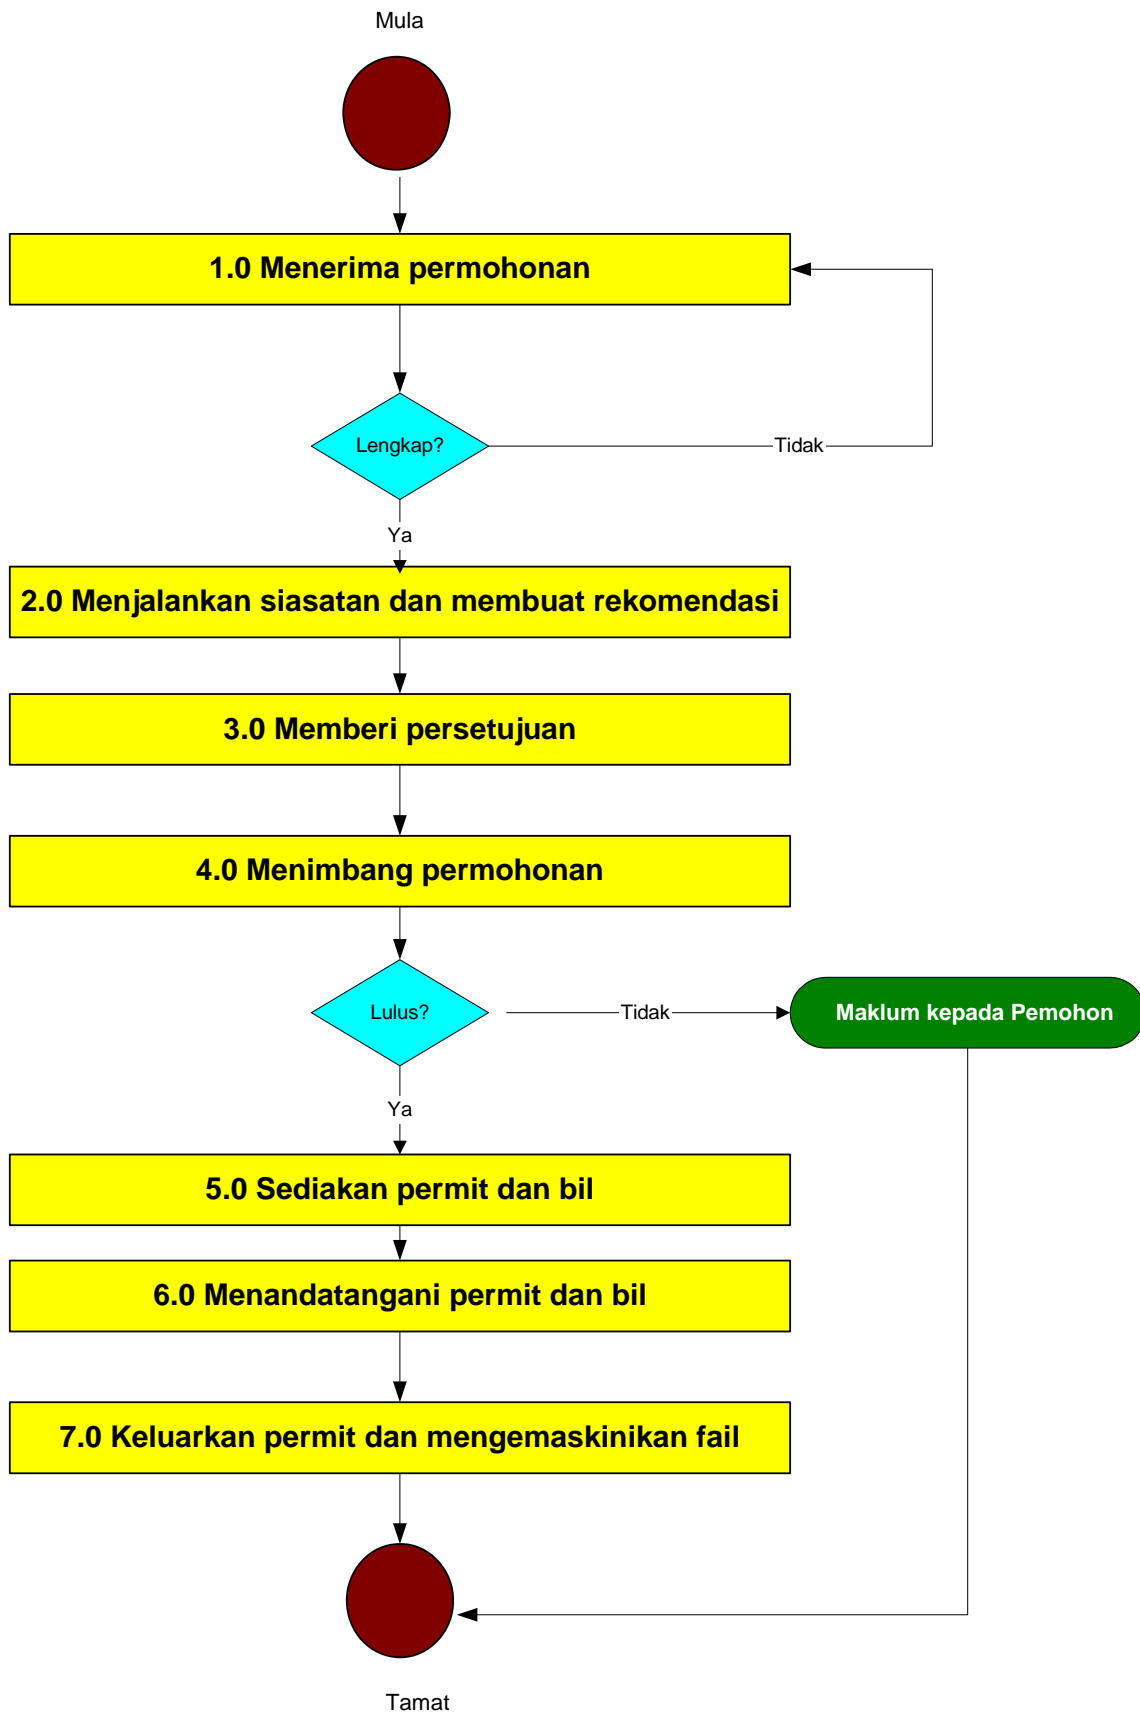 Mula
1.0 Menerima permohonan
Lengkap?
Tidak
Ya
2.0 Menjalankan siasatan dan membuat rekomendasi
3.0 Memberi persetujuan
4.0 Menimbang permohonan
Lulus?
Tidak
Maklum kepada Pemohon
Ya
5.0 Sediakan permit dan bil
6.0 Menandatangani permit dan bil
7.0 Keluarkan permit dan mengemaskinikan fail
Tamat